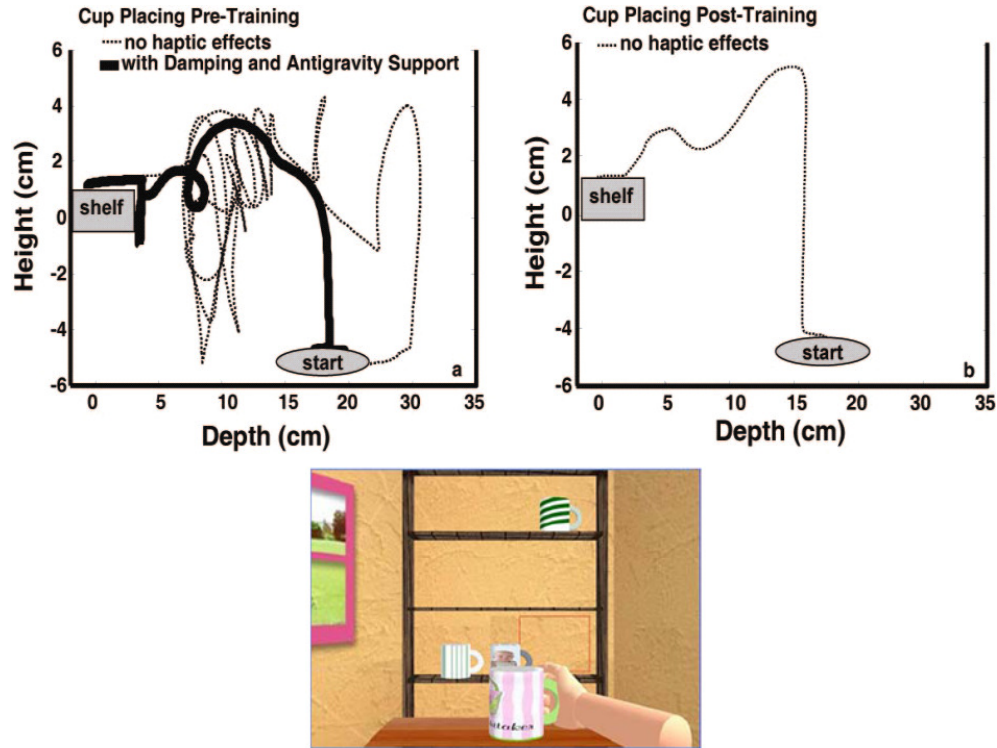 Cup Placing Pre-Training
no haptic effects
with Damping and Antigravity Support
6
4
2
0
-2
-4
-6
Height (cm)
shelf
start
a
0
5
10
15
20
30
35
Depth (cm)
Cup Placing Post-Training
no haptic effects
6
4
2
0
-2
-4
-6
Height (cm)
shelf
start
b
0
5
10
15
20
30
35
Depth (cm)